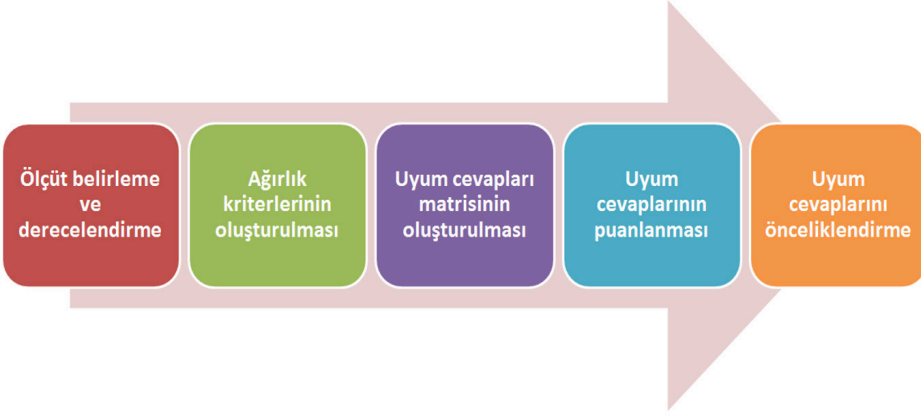 Ölçüt belirleme
ve
derecelendirme
Ağırlık
kriterlerinin
oluşturulması
Uyum cevapları
matrisinin
oluşturulması
Uyum
cevaplarının
puanlanması
Uyum
cevaplarını
önceliklendirme